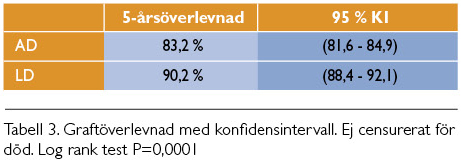 5-årsöverlevnad 95 % KI
AD 83,2 % (81,6 - 84,9)
LD 90,2 % (88,4 - 92,1)
Tabell 3. Graftöverlevnad med konfidensintervall. Ej censurerat för
död. Log rank test P=0,0001